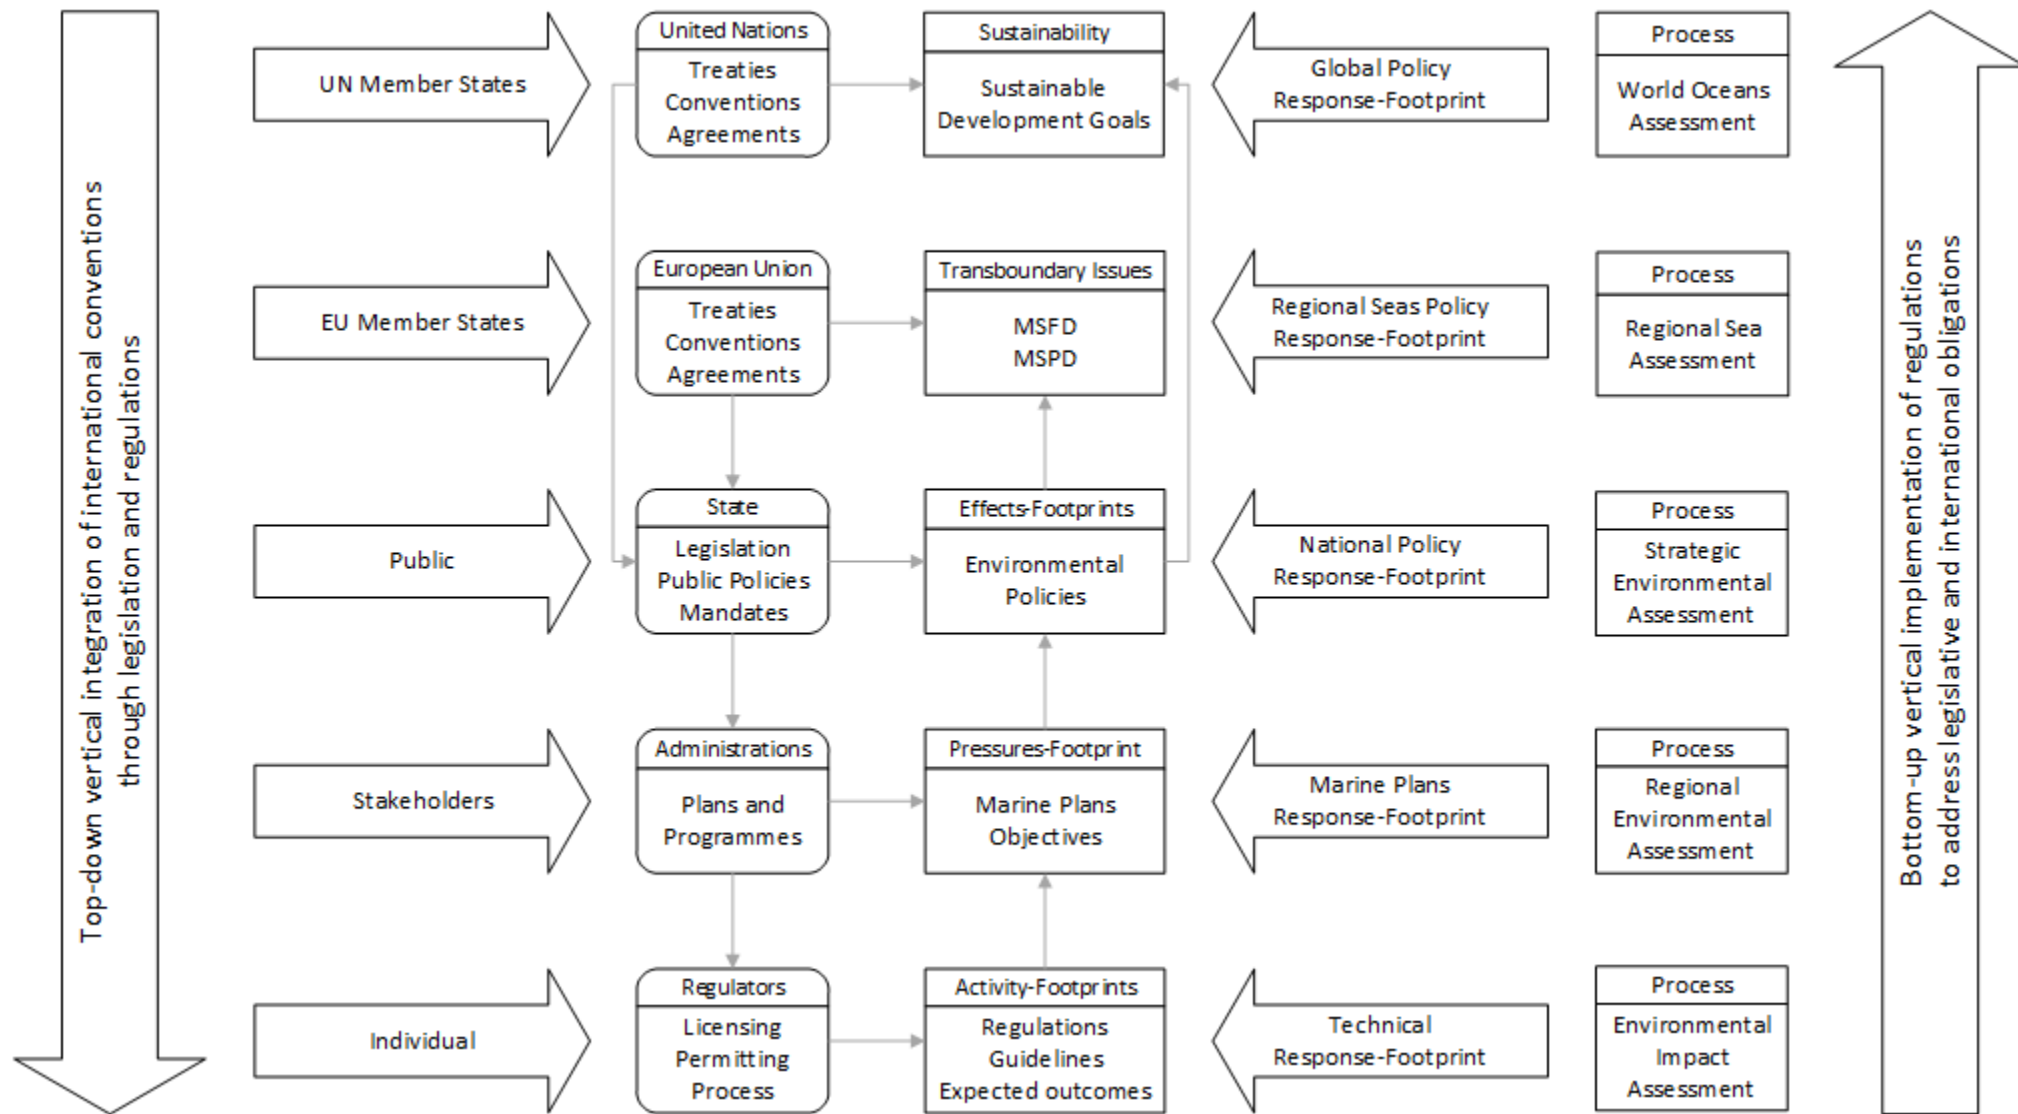 Top-down vertical integration of international conventions
through legislation and regulations
UN Member States
United Nations
Treaties
Conventions
Agreements
Sustainability
Sustainable
Development Goals
Global Policy
Response-Footprint
Process
World Oceans
Assessment
EU Member States
European Union
Treaties
Conventions
Agreements
Transboundary Issues
MSFD
MSPD
Regional Seas Policy
Response-Footprint
Process
Regional Sea
Assessment
Public
State
Legislation
Public Policies
Mandates
Effects-Footprints
Environmental
Policies
National Policy
Response-Footprint
Process
Strategic
Environmental
Assessment
Stakeholders
Administrations
Plans and
Programmes
Pressures-Footprint
Marine Plans
Objectives
Marine Plans
Response-Footprint
Process
Regional
Environmental
Assessment
Individual
Regulators
Licensing
Permitting
Process
Activity-Footprints
Regulations
Guidelines
Expected outcomes
Technical
Response-Footprint
Process
Environmental
Impact
Assessment
Bottom-up vertical implementation of regulations
to address legislative and international obligations